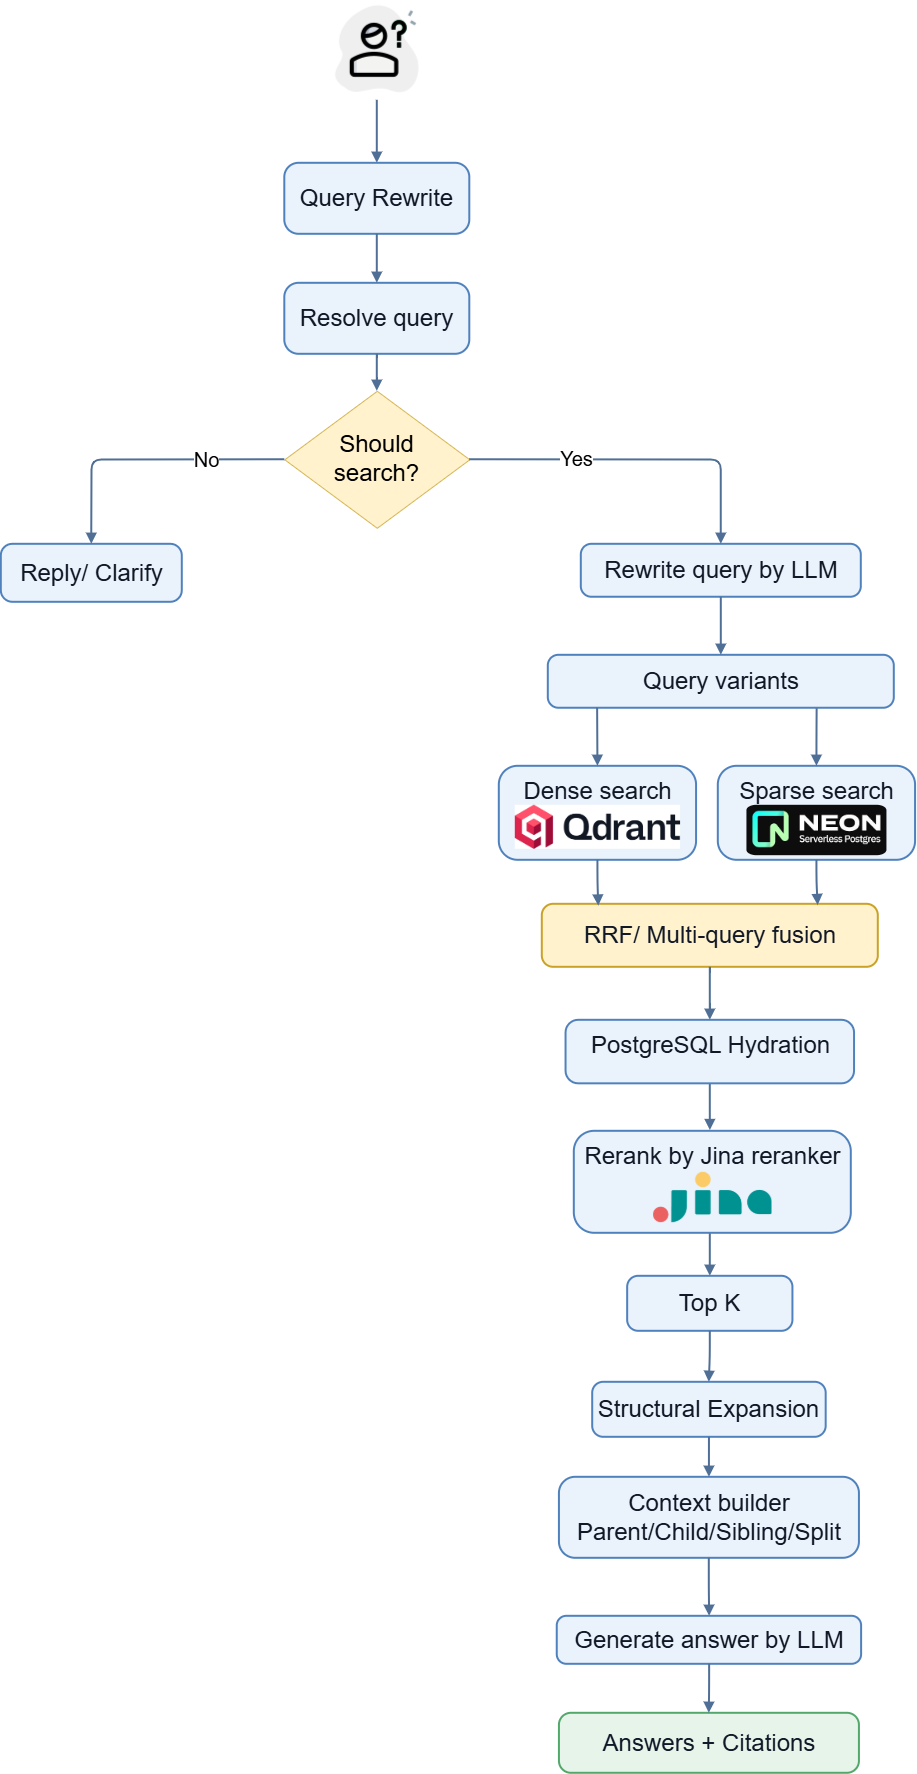 ?
Query Rewrite
Resolve query
Should
search?
No
Yes
Reply/ Clarify
Rewrite query by LLM
Query variants
Dense search
Qdrant
Sparse search
NEON
Serverless Postgres
RRF/ Multi-query fusion
PostgreSQL Hydration
Rerank by Jina reranker
Jina
Top K
Structural Expansion
Context builder
Parent/Child/Sibling/Split
Generate answer by LLM
Answers + Citations